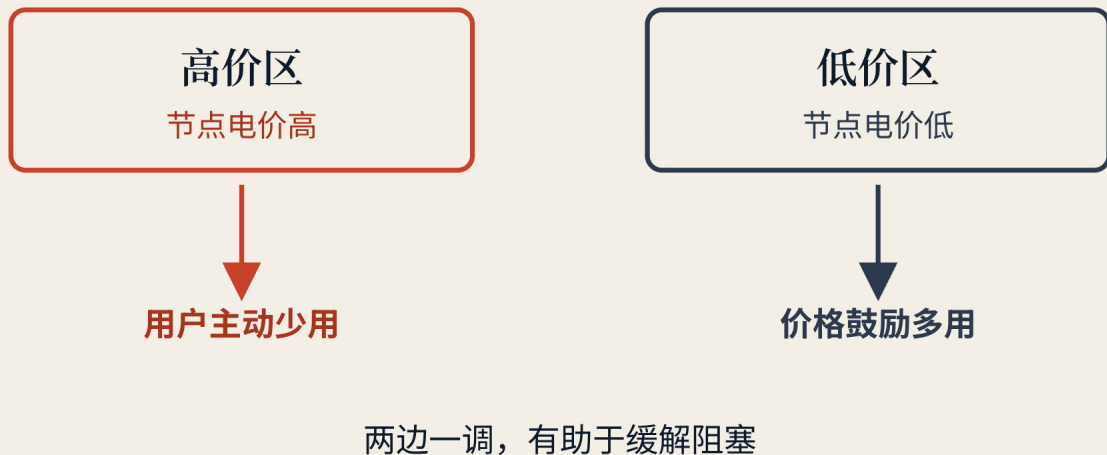 高价区
节点电价高
用户主动少用
低价区
节点电价低
价格鼓励多用
两边一调，有助于缓解阻塞